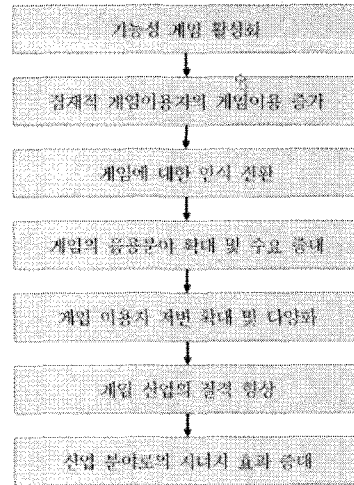 기능성 게임 활성화
잠재적 게임이용자의 게임이용 증가
게임에 대한 인식 전환
게임의 응용분야 확대 및 수요 증대
게임 이용자 저변 확대 및 다양화
게임 산업의 질적 향상
산업 분야로의 시너지 효과 증대